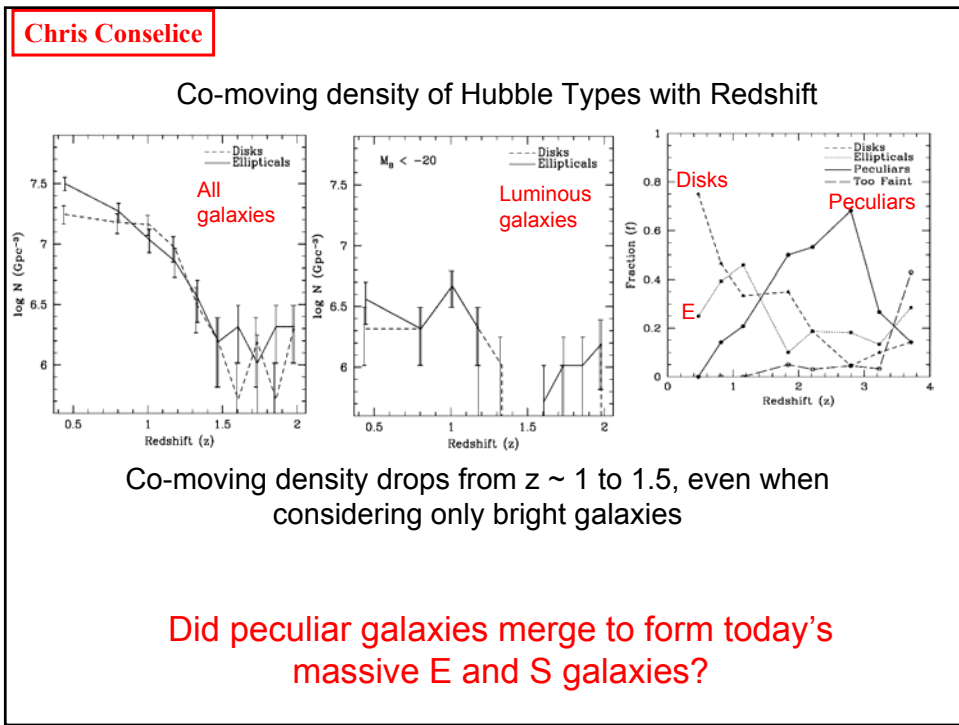 Chris Conselice
Co-moving density of Hubble Types with Redshift
Disks
Ellipticals
All
galaxies
log N (Gpc⁻³)
7.5
7
6.5
6
0.5
1
1.5
2
Redshift (z)
M_B < -20
Disks
Ellipticals
Luminous
galaxies
log N (Gpc⁻³)
7.5
7
6.5
6
0.5
1
1.5
2
Redshift (z)
Disks
Ellipticals
Peculiars
Too Faint
Disks
Peculiars
E
Fraction (f)
1
0.8
0.6
0.4
0.2
0
0
1
2
3
4
Redshift (z)
Co-moving density drops from z ~ 1 to 1.5, even when
considering only bright galaxies
Did peculiar galaxies merge to form today's
massive E and S galaxies?